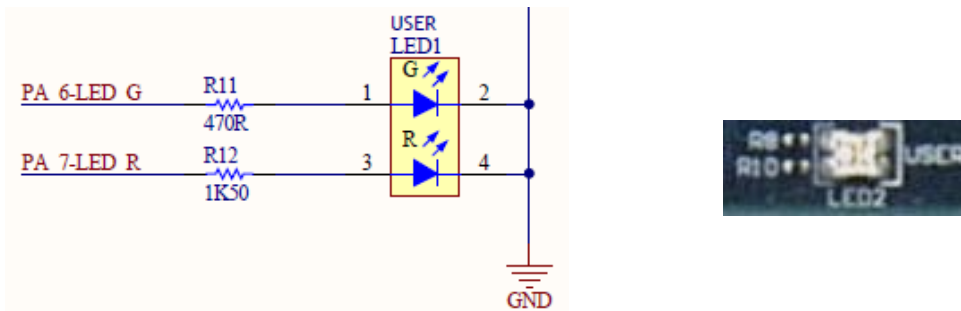 USER
LED1
G
PA 6-LED G
R11
1
2
470R
R
PA 7-LED R
R12
3
4
1K50
GND
R8
R10
USER
LED2